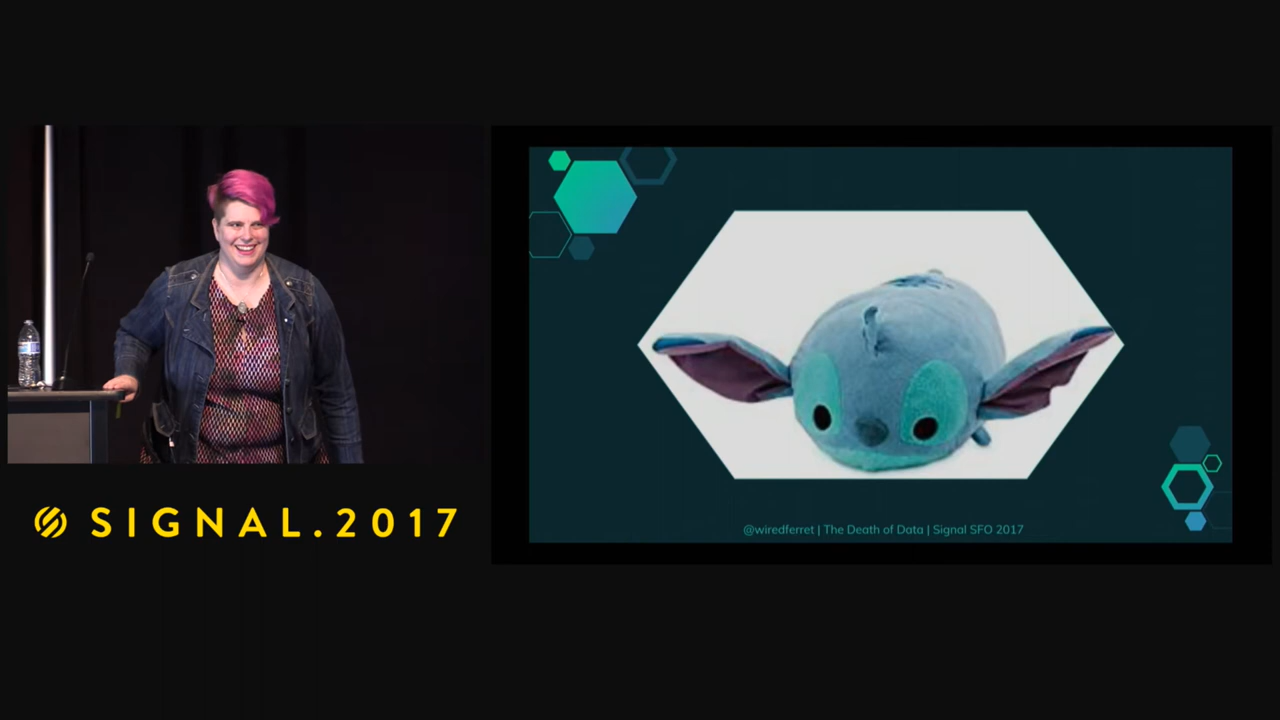 SIGNAL.2017
@wiredferret | The Death of Data | Signal SFO 2017